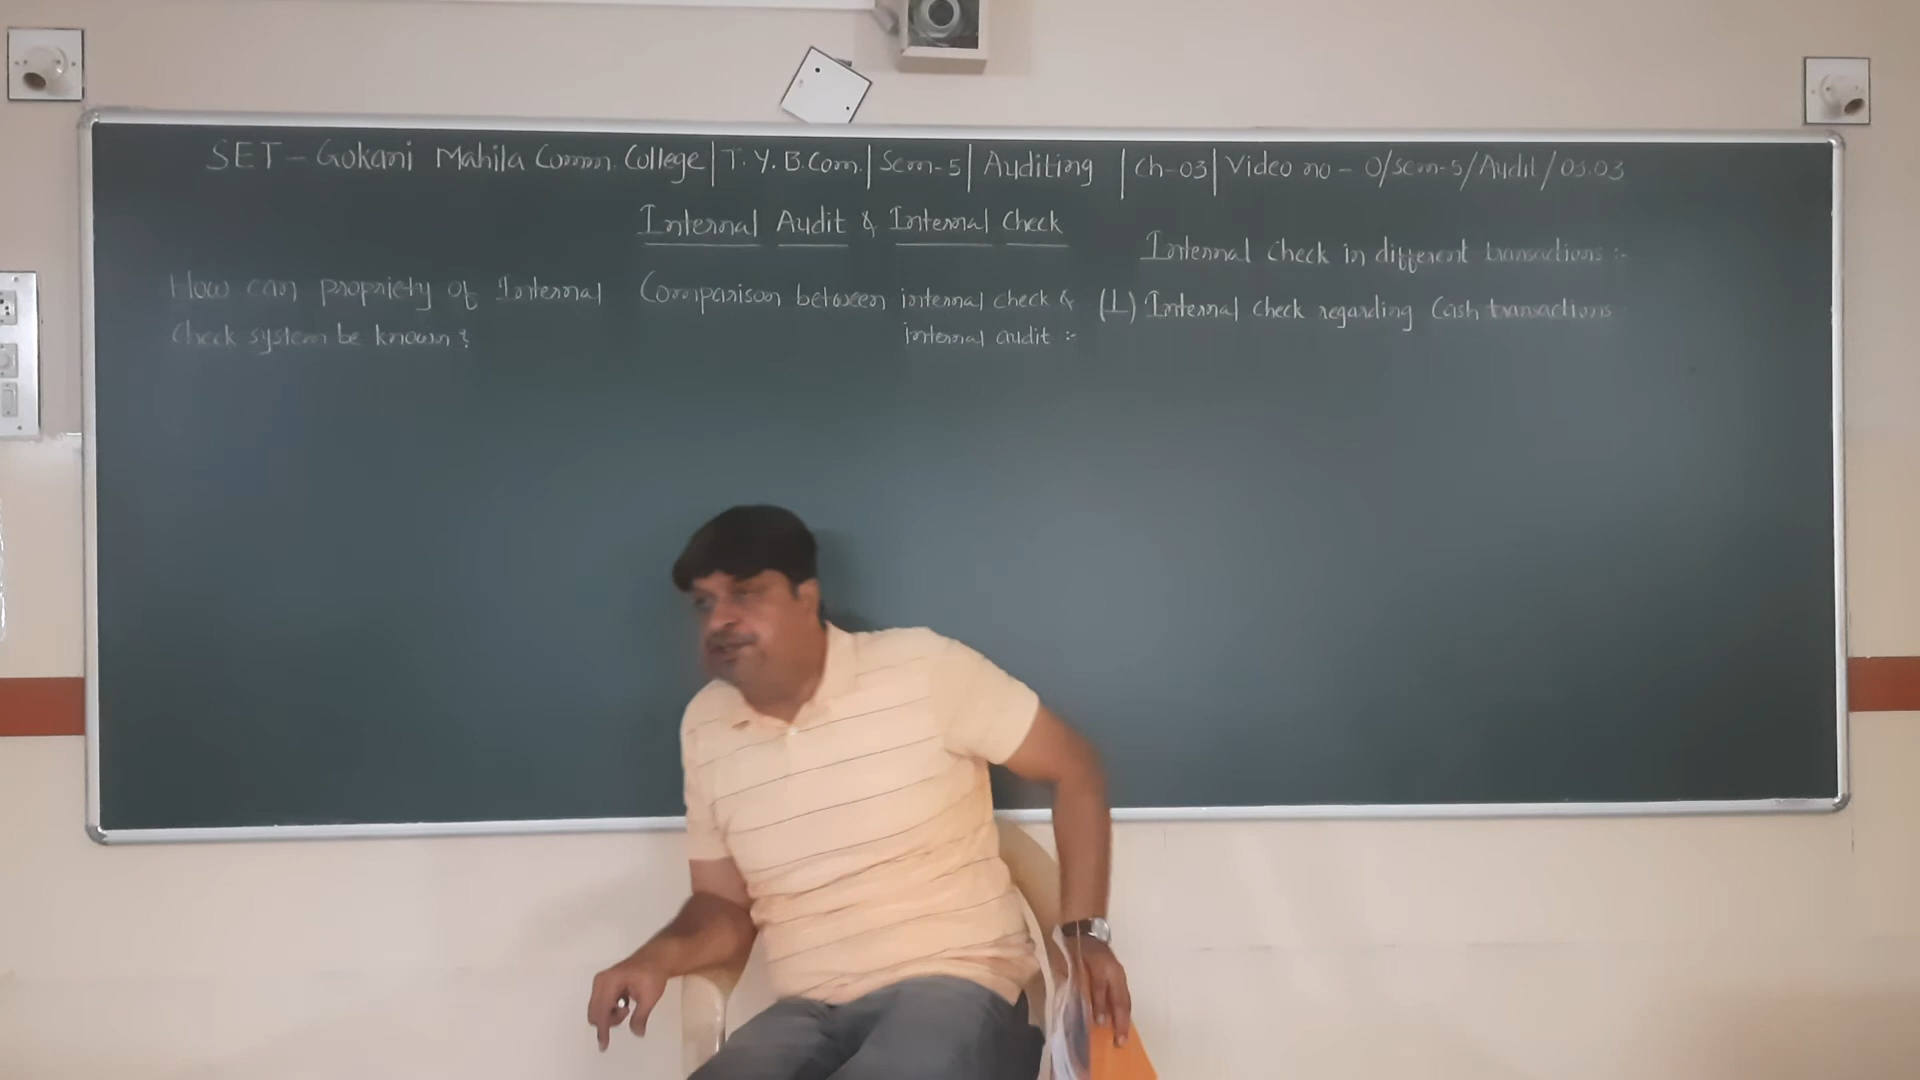 SET - Gokani Mahila Comm. College | T. Y. B.Com. | Sem-5 | Auditing | Ch-03 | Video no - O/Sem-5/Audit/03.03
Internal Audit & Internal Check
How can propriety of Internal
Check system be known?
Comparison between internal check &
internal audit :-
Internal Check in different transactions :-
(1) Internal Check regarding Cash transactions